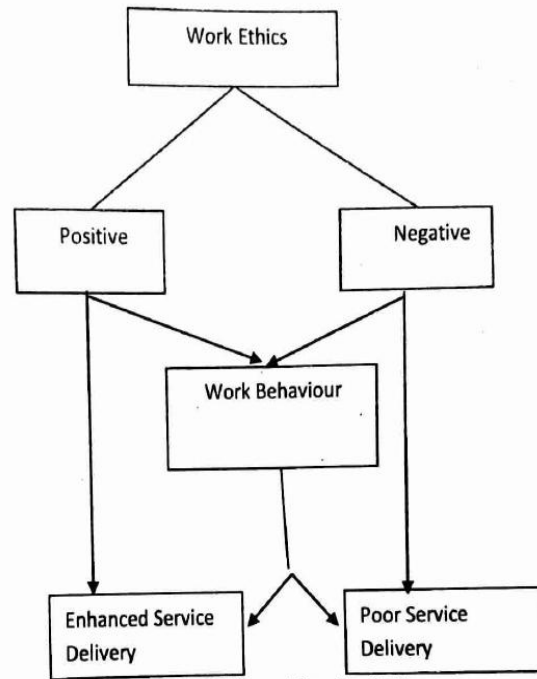 Work Ethics
Positive
Negative
Work Behaviour
Enhanced Service
Delivery
Poor Service
Delivery